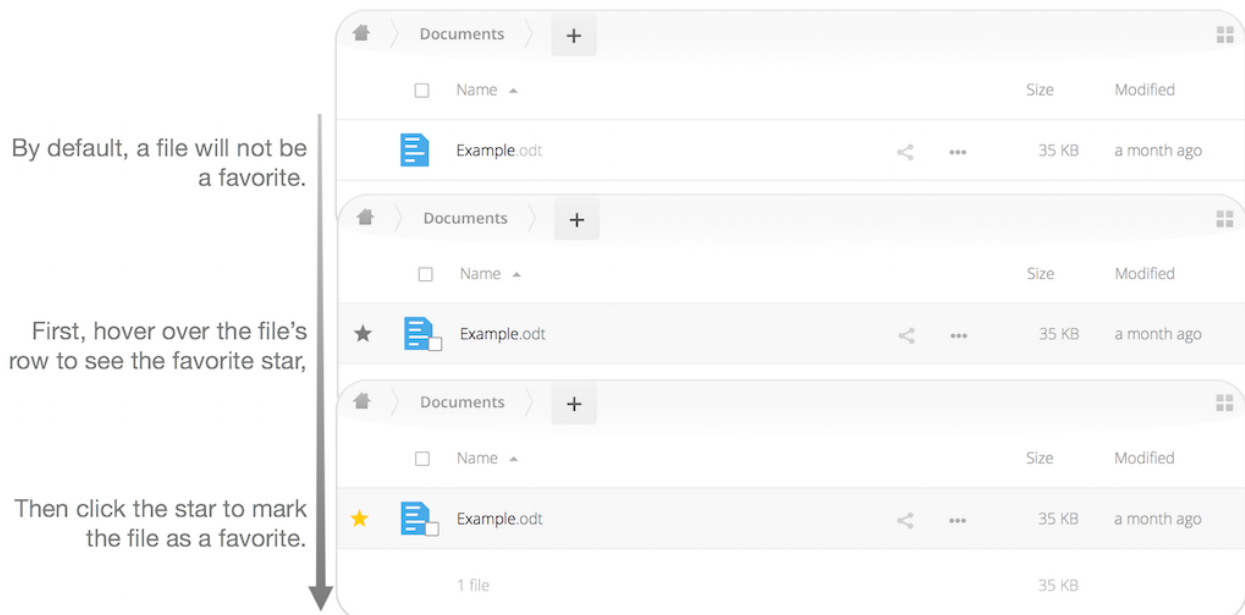 Documents +
Name Size Modified
By default, a file will not be
a favorite.
Example.odt ••• 35 KB a month ago
Documents +
Name Size Modified
First, hover over the file’s
row to see the favorite star,
Example.odt ••• 35 KB a month ago
Documents +
Name Size Modified
Then click the star to mark
the file as a favorite.
Example.odt ••• 35 KB a month ago
1 file 35 KB